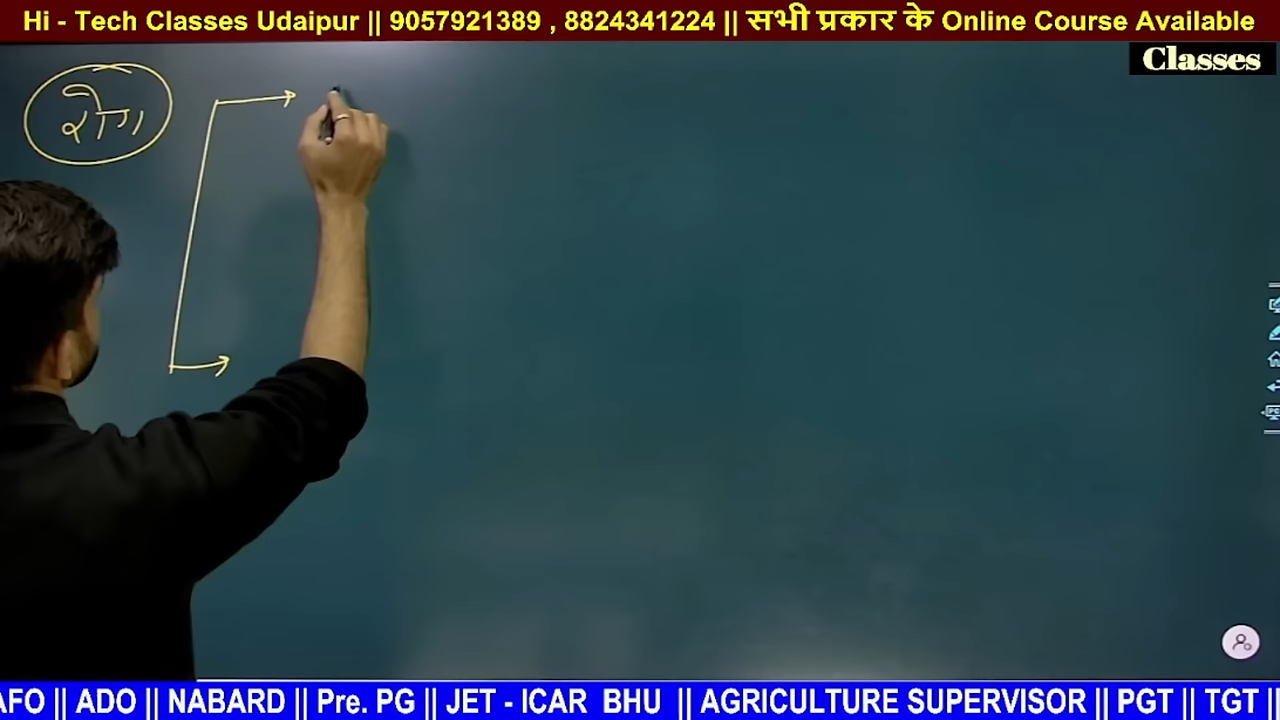 Hi - Tech Classes Udaipur || 9057921389 , 8824341224 || सभी प्रकार के Online Course Available
Classes
रोग
AFO || ADO || NABARD || Pre. PG || JET - ICAR BHU || AGRICULTURE SUPERVISOR || PGT || TGT ||